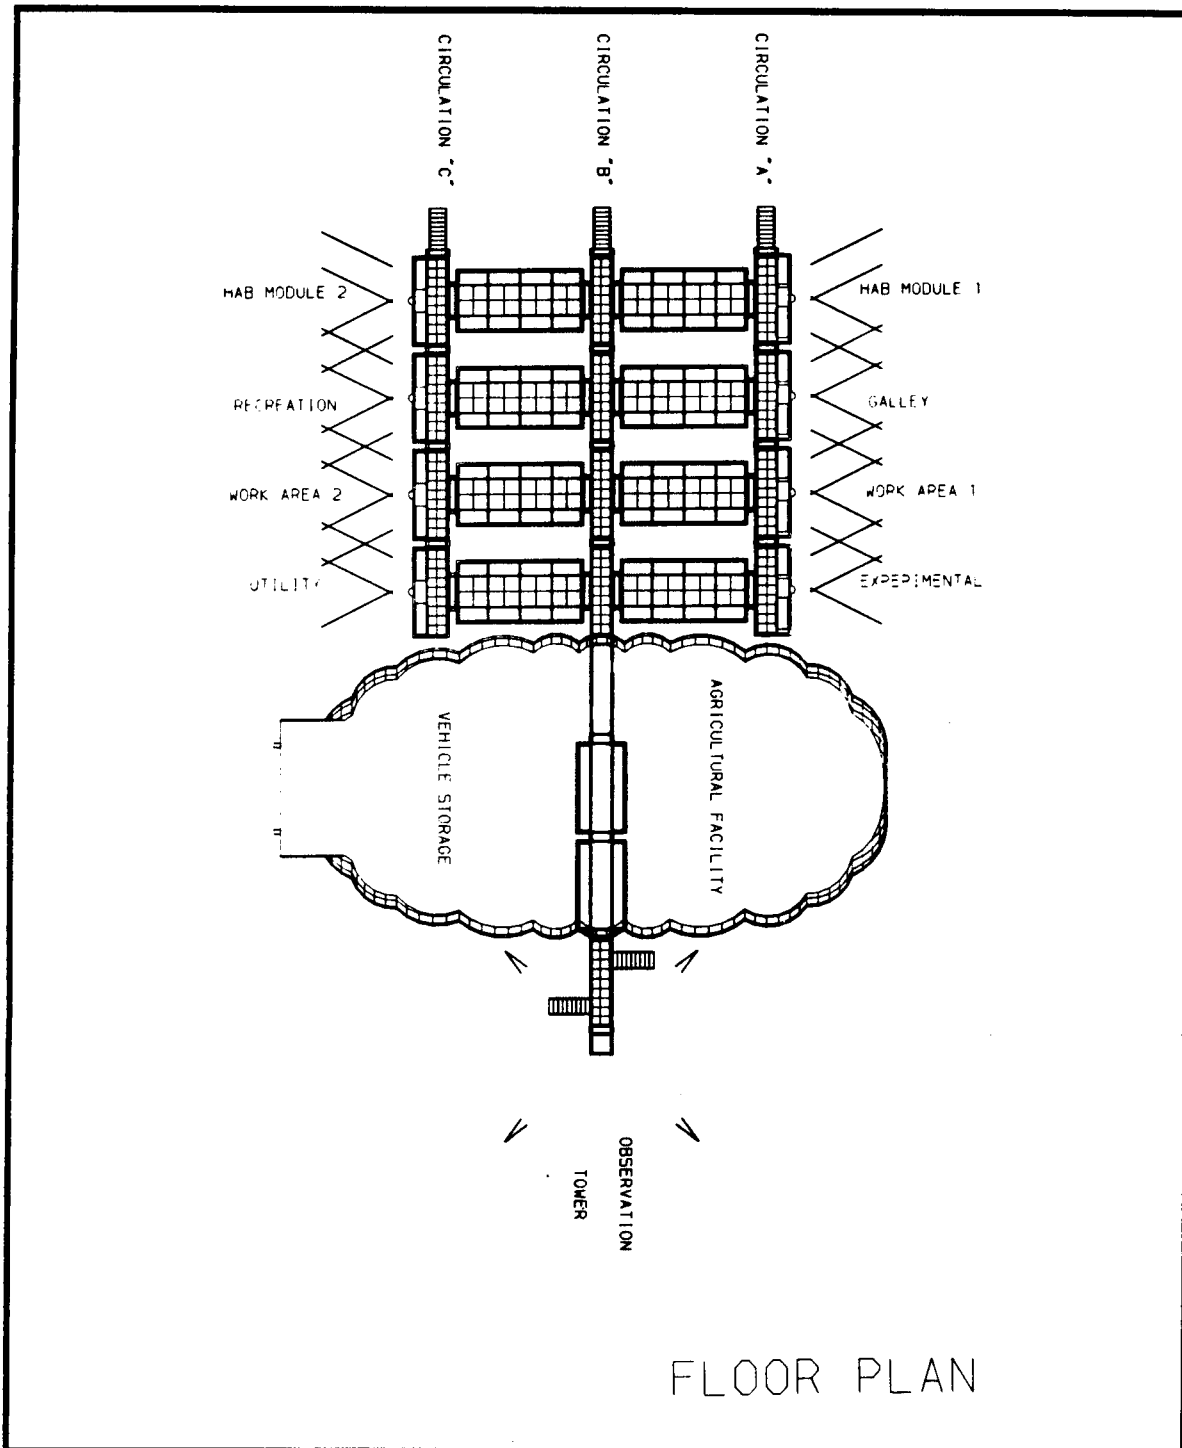 CIRCULATION "C"
CIRCULATION "B"
CIRCULATION "A"
HAB MODULE 2
HAB MODULE 1
RECREATION
GALLEY
WORK AREA 2
WORK AREA 1
UTILITY
EXPERIMENTAL
VEHICLE STORAGE
AGRICULTURAL FACILITY
OBSERVATION
TOWER
FLOOR PLAN